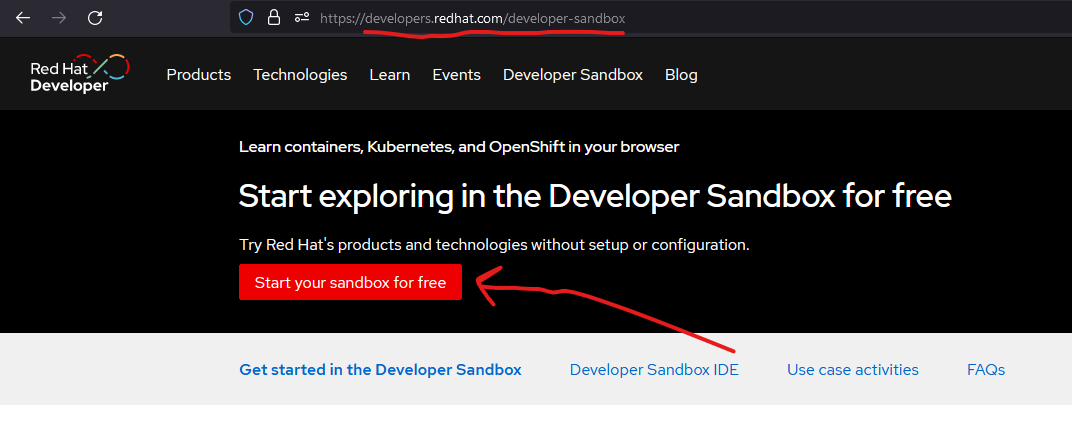 https://developers.redhat.com/developer-sandbox
Red Hat
Developer
Products Technologies Learn Events Developer Sandbox Blog
Learn containers, Kubernetes, and OpenShift in your browser
Start exploring in the Developer Sandbox for free
Try Red Hat's products and technologies without setup or configuration.
Start your sandbox for free
Get started in the Developer Sandbox Developer Sandbox IDE Use case activities FAQs